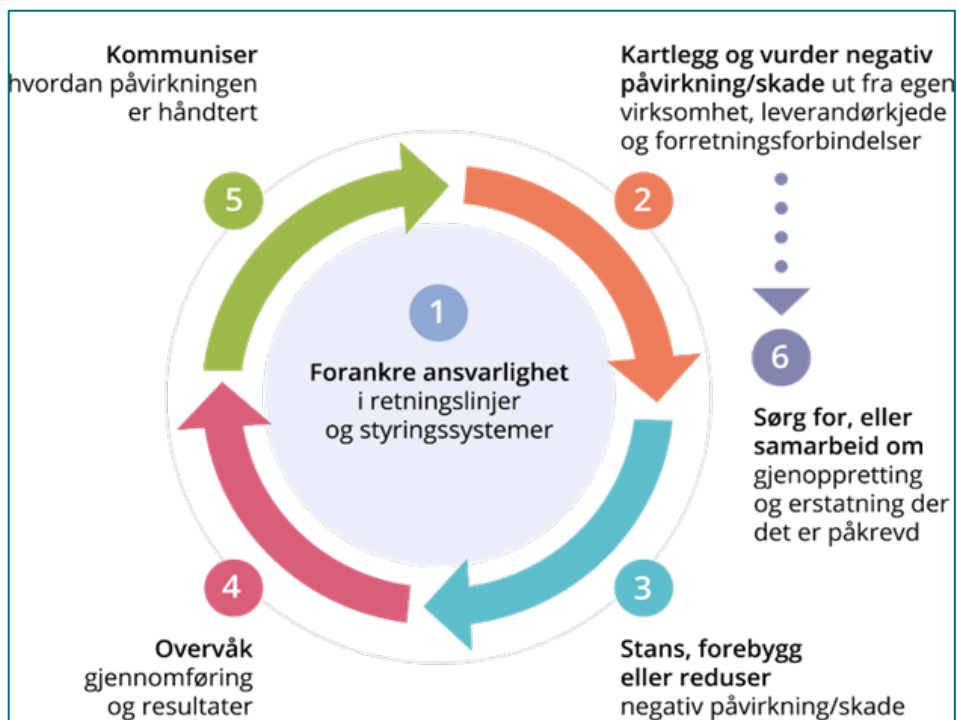 Kommuniser
hvordan påvirkningen
er håndtert
5
Kartlegg og vurder negativ
påvirkning/skade ut fra egen
virksomhet, leverandørkjede
og forretningsforbindelser
2
1
Forankre ansvarlighet
i retningslinjer
og styringssystemer
6
Sørg for, eller
samarbeid om
gjenoppretting
og erstatning der
det er påkrevd
4
Overvåk
gjennomføring
og resultater
3
Stans, forebygg
eller reduser
negativ påvirkning/skade